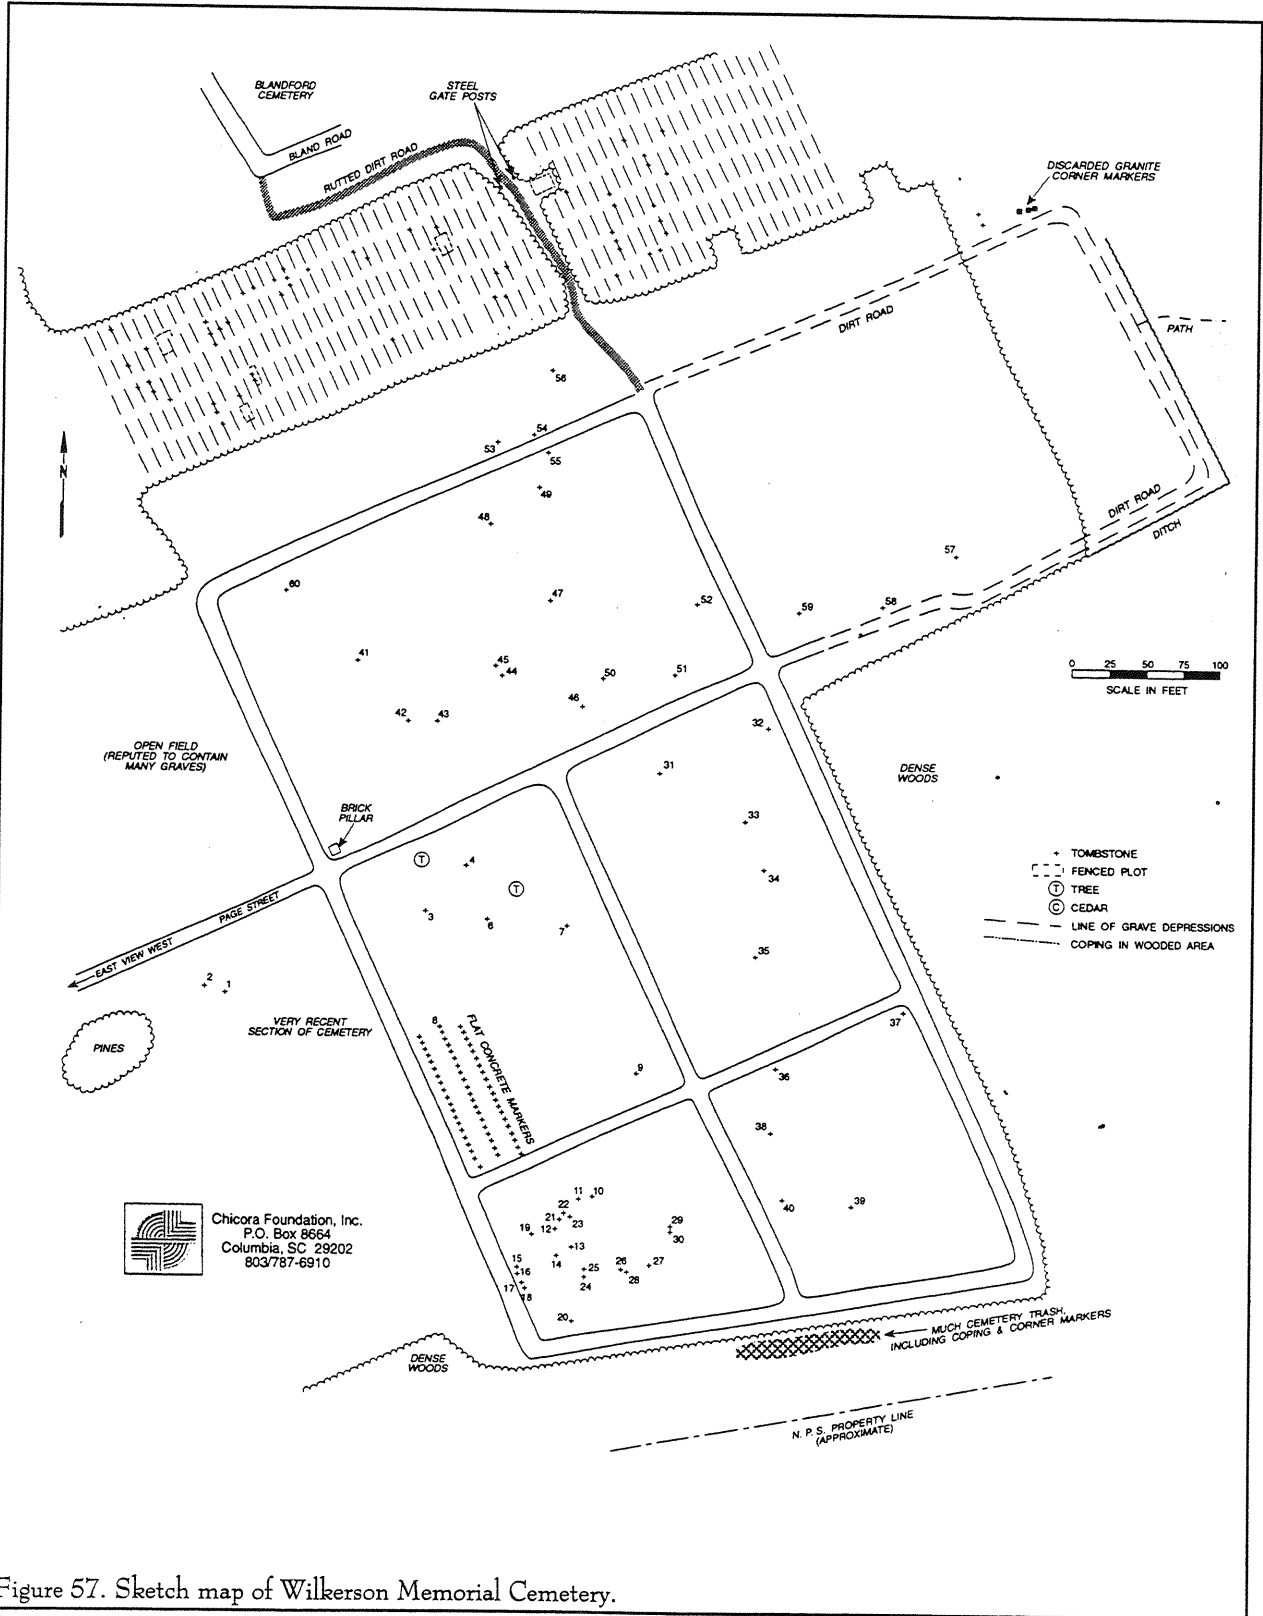 BLANDFORD
CEMETERY
STEEL
GATE POSTS
BLAND ROAD
RUTTED DIRT ROAD
DISCARDED GRANITE
CORNER MARKERS
DIRT ROAD
PATH
56
54
53
55
49
48
N
DIRT ROAD
DITCH
57
60
47
52
59
58
41
45
44
50
51
46
42
43
0 25 50 75 100
SCALE IN FEET
OPEN FIELD
(REPUTED TO CONTAIN
MANY GRAVES)
32
31
DENSE
WOODS
BRICK
PILLAR
33
T
4
T
34
+ TOMBSTONE
FENCED PLOT
T TREE
C CEDAR
LINE OF GRAVE DEPRESSIONS
COPING IN WOODED AREA
3
6
7
35
PAGE STREET
EAST VIEW WEST
2
1
VERY RECENT
SECTION OF CEMETERY
PINES
8
FLAT CONCRETE MARKERS
9
37
36
38
11 10
22
21
23
19
12
29
30
40
39
13
15
14
16
25
26
27
17
24
28
18
20
Chicora Foundation, Inc.
P.O. Box 8664
Columbia, SC 29202
803/787-6910
DENSE
WOODS
MUCH CEMETERY TRASH,
INCLUDING COPING & CORNER MARKERS
N. P. S. PROPERTY LINE
(APPROXIMATE)
Figure 57. Sketch map of Wilkerson Memorial Cemetery.